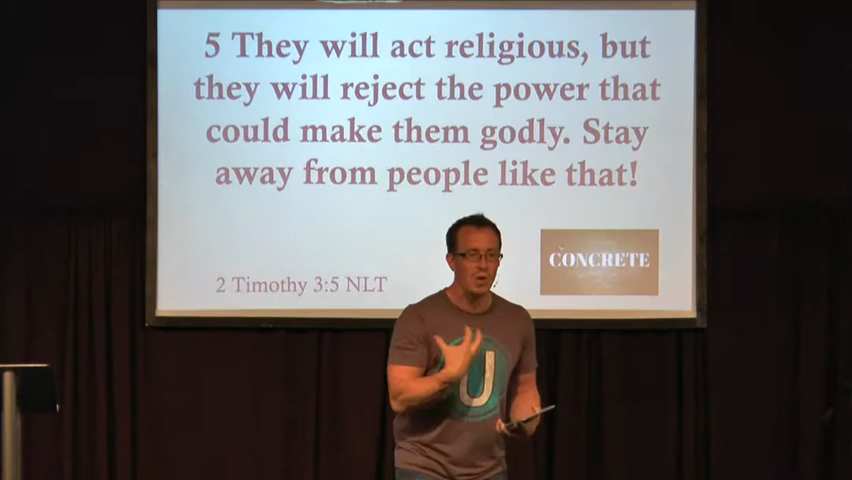 5 They will act religious, but
they will reject the power that
could make them godly. Stay
away from people like that!
2 Timothy 3:5 NLT
CONCRETE
U